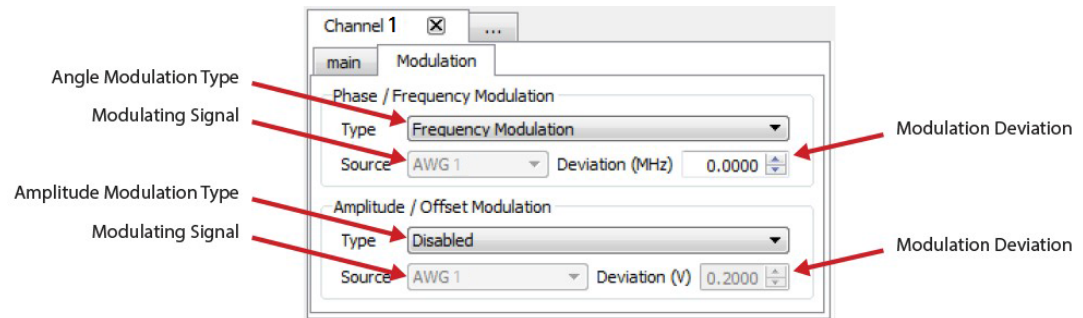 Channel 1 ...
main Modulation
Angle Modulation Type
Phase / Frequency Modulation
Modulating Signal
Type Frequency Modulation
Modulation Deviation
Source AWG 1 Deviation (MHz) 0.0000
Amplitude Modulation Type
Amplitude / Offset Modulation
Modulating Signal
Type Disabled
Modulation Deviation
Source AWG 1 Deviation (V) 0.2000